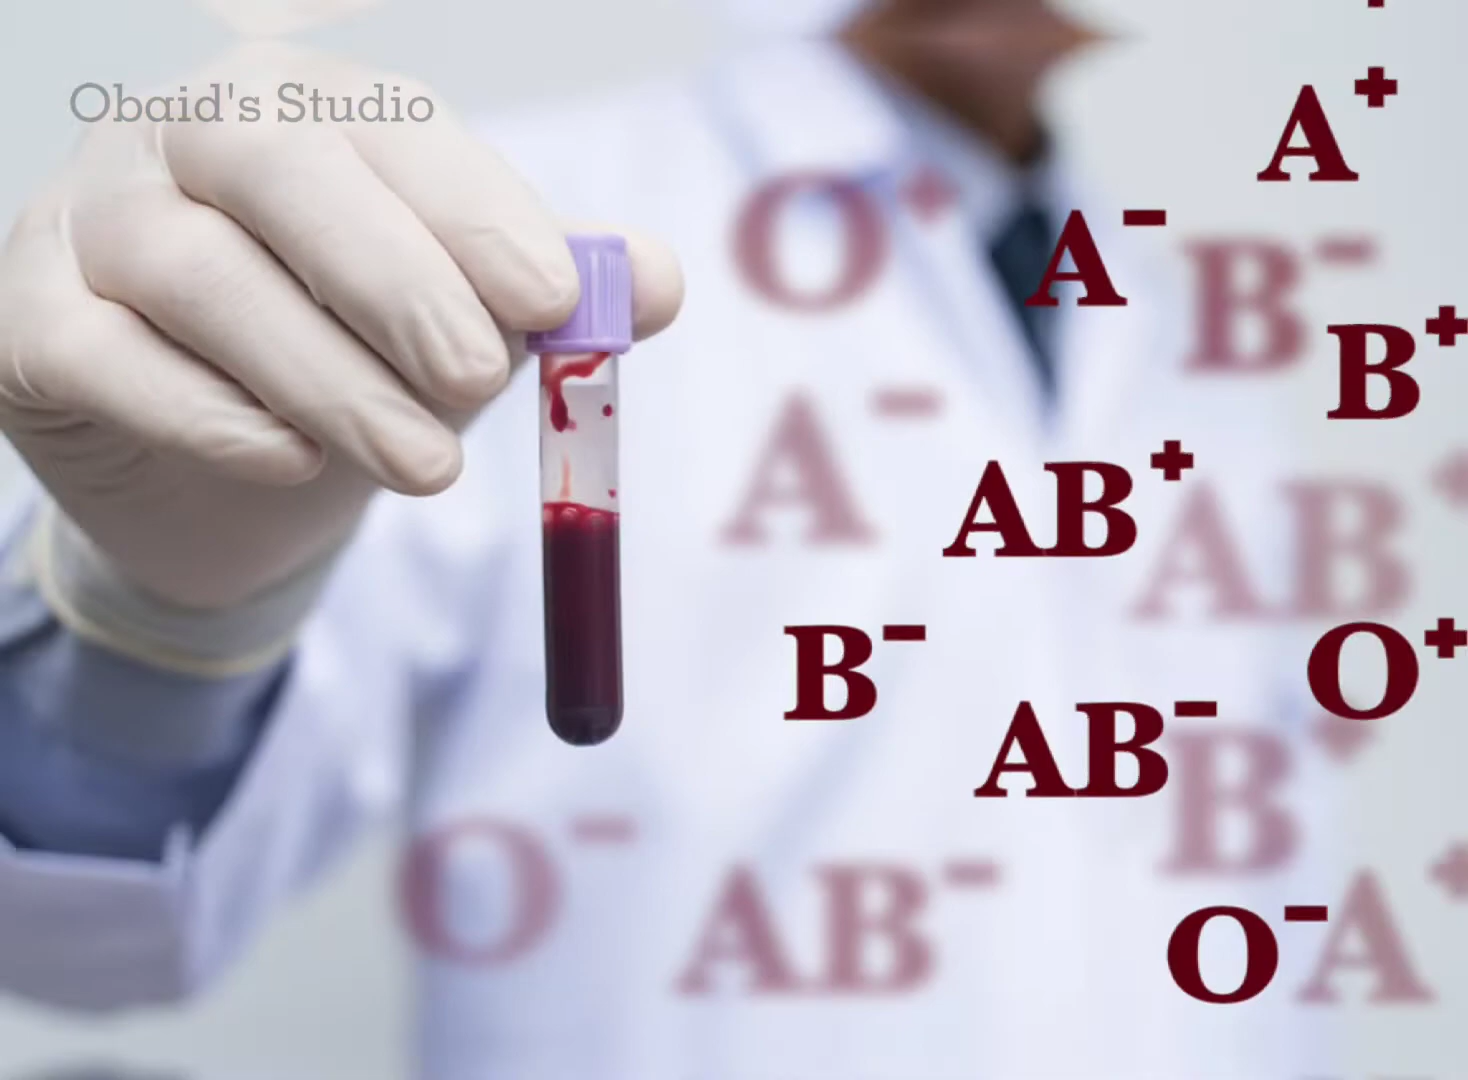 Obaid's Studio
A+
O+
A-
B-
B+
A-
AB+
AB
B-
O+
AB-
B
O-
AB-
O-
A